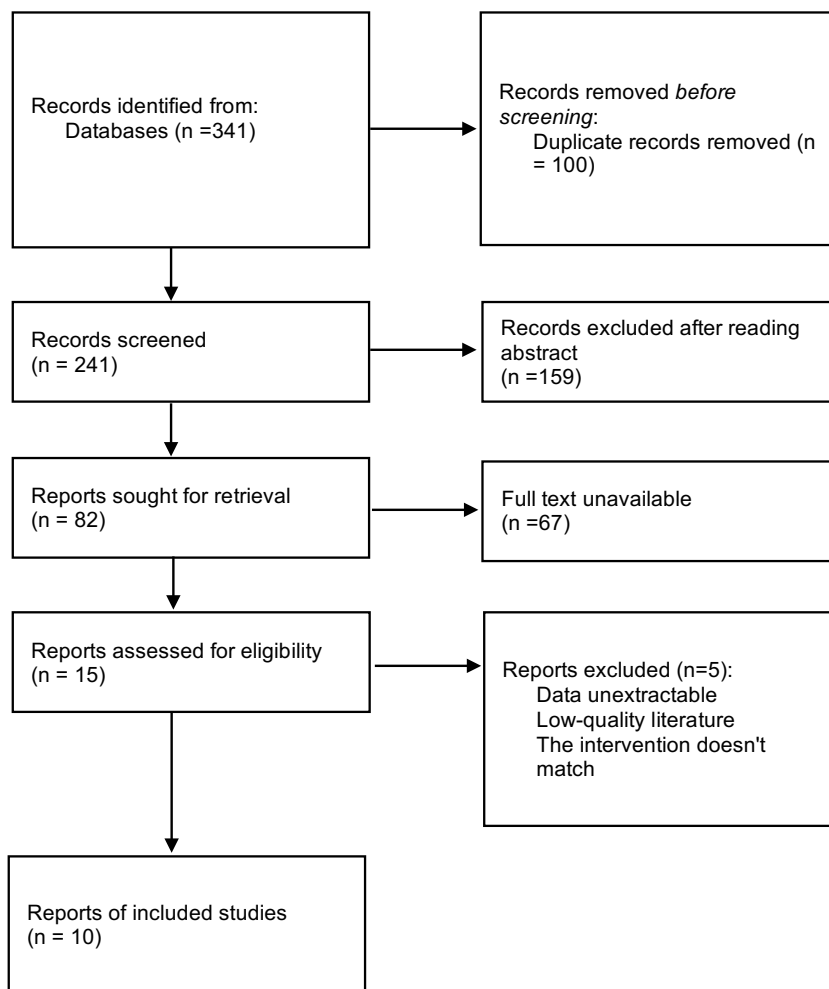 Records identified from:
Databases (n =341)
Records removed before
screening:
Duplicate records removed (n
= 100)
Records screened
(n = 241)
Records excluded after reading
abstract
(n =159)
Reports sought for retrieval
(n = 82)
Full text unavailable
(n =67)
Reports assessed for eligibility
(n = 15)
Reports excluded (n=5):
Data unextractable
Low-quality literature
The intervention doesn't
match
Reports of included studies
(n = 10)